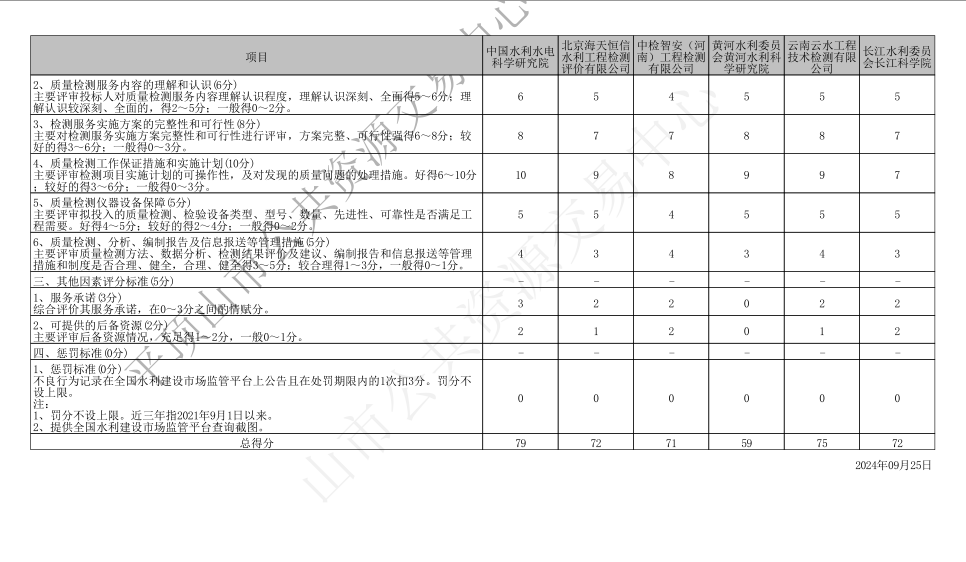 项目
中国水利水电
科学研究院
北京海天恒信
水利工程检测
评价有限公司
中检智安（河
南）工程检测
有限公司
黄河水利委员
会黄河水利科
学研究院
云南云水工程
技术检测有限
公司
长江水利委员
会长江科学院
2、质量检测服务内容的理解和认识(6分)
主要评审投标人对质量检测服务内容理解认识程度，理解认识深刻、全面得5～6分；理
解认识较深刻、全面的，得2～5分；一般得0～2分。
6 5 4 5 5 5
3、检测服务实施方案的完整性和可行性(8分)
主要对检测服务实施方案完整性和可行性进行评审，方案完整、可行性强得6～8分；较
好的得3～6分；一般得0～3分。
8 7 7 8 8 7
4、质量检测工作保证措施和实施计划(10分)
主要评审检测项目实施计划的可操作性，及对发现的质量问题的处理措施。好得6～10分
；较好的得3～6分；一般得0～3分。
10 9 8 9 9 7
5、质量检测仪器设备保障(5分)
主要评审拟投入的质量检测、检验设备类型、型号、数量、先进性、可靠性是否满足工
程需要。好得4～5分；较好的得2～4分；一般得0～2分。
5 5 4 5 5 5
6、质量检测、分析、编制报告及信息报送等管理措施(5分)
主要评审质量检测方法、数据分析、检测结果评价及建议、编制报告和信息报送等管理
措施和制度是否合理、健全，合理、健全得3～5分；较合理得1～3分，一般得0～1分。
4 3 4 3 4 3
三、其他因素评分标准(5分)
– – – – – –
1、服务承诺(3分)
综合评价其服务承诺，在0～3分之间酌情赋分。
3 2 2 0 2 2
2、可提供的后备资源(2分)
主要评审后备资源情况，充足得1～2分，一般0～1分。
2 1 2 0 1 2
四、惩罚标准(0分)
– – – – – –
1、惩罚标准(0分)
不良行为记录在全国水利建设市场监管平台上公告且在处罚期限内的1次扣3分。罚分不
设上限。
注：
1、罚分不设上限。近三年指2021年9月1日以来。
2、提供全国水利建设市场监管平台查询截图。
0 0 0 0 0 0
总得分
79 72 71 59 75 72
2024年09月25日
平顶山市公共资源交易中心
山市公共资源交易中心